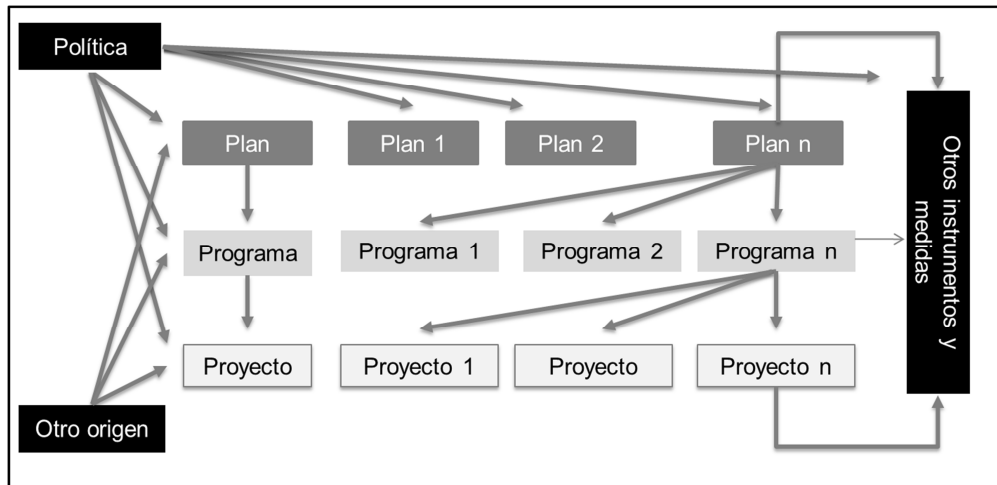 Política
Plan
Plan 1
Plan 2
Plan n
Programa
Programa 1
Programa 2
Programa n
Proyecto
Proyecto 1
Proyecto
Proyecto n
Otro origen
Otros instrumentos y
medidas